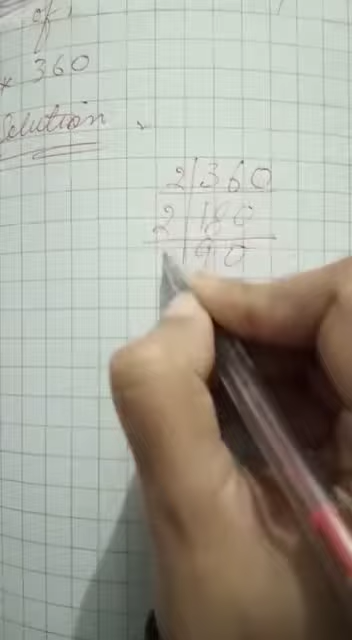 of
* 360
Solution
2 | 360
2 | 180
| 90